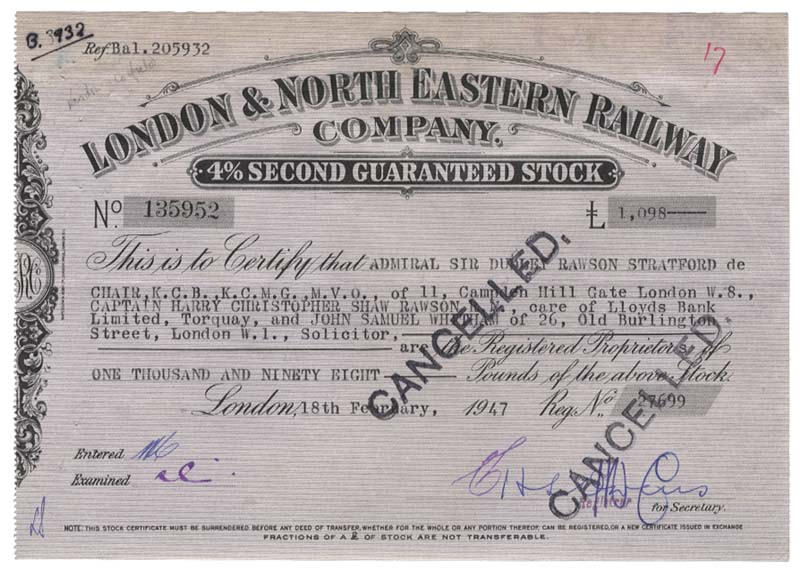 B. 3932
Ref Bal. 205932
17
LONDON & NORTH EASTERN RAILWAY
COMPANY.
4% SECOND GUARANTEED STOCK
No 135952
£ 1,098
This is to Certify that ADMIRAL SIR DUDLEY RAWSON STRATFORD de
CHAIR,K.C.B.,K.C.M.G.,M.V.O., of 11, Campden Hill Gate London W.8.,
CAPTAIN HARRY CHRISTOPHER SHAW RAWSON care of Lloyds Bank
Limited, Torquay, and JOHN SAMUEL of 26, Old Burlington
Street, London W.1., Solicitor,
are the Registered Proprietors of
ONE THOUSAND AND NINETY EIGHT Pounds of the above Stock.
London, 18th February, 1947 Reg No 27699
CANCELLED.
CANCELLED.
Entered
Examined
Registrar
for Secretary.
NOTE: THIS STOCK CERTIFICATE MUST BE SURRENDERED BEFORE ANY DEED OF TRANSFER, WHETHER FOR THE WHOLE OR ANY PORTION THEREOF, CAN BE REGISTERED, OR A NEW CERTIFICATE ISSUED IN EXCHANGE
FRACTIONS OF A £ OF STOCK ARE NOT TRANSFERABLE.